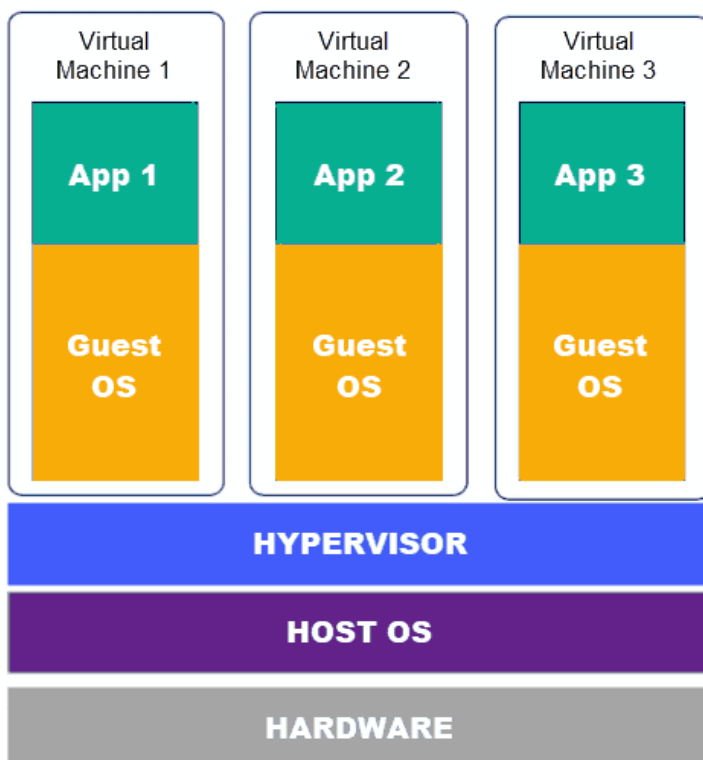 Virtual
Machine 1
Virtual
Machine 2
Virtual
Machine 3
App 1
App 2
App 3
Guest
OS
Guest
OS
Guest
OS
HYPERVISOR
HOST OS
HARDWARE